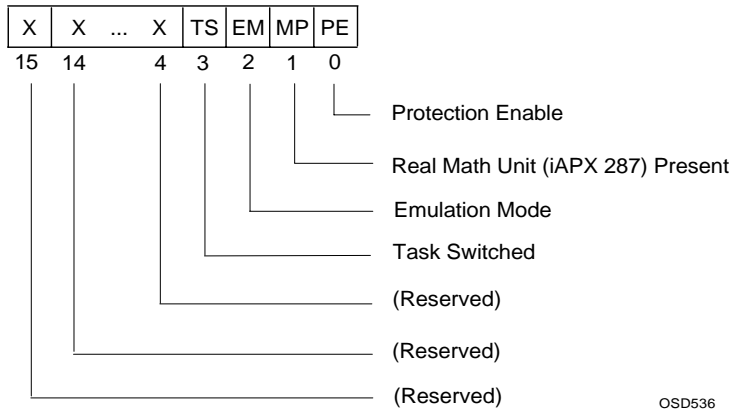 X X ... X TS EM MP PE
15 14 4 3 2 1 0
Protection Enable
Real Math Unit (iAPX 287) Present
Emulation Mode
Task Switched
(Reserved)
(Reserved)
(Reserved)
OSD536